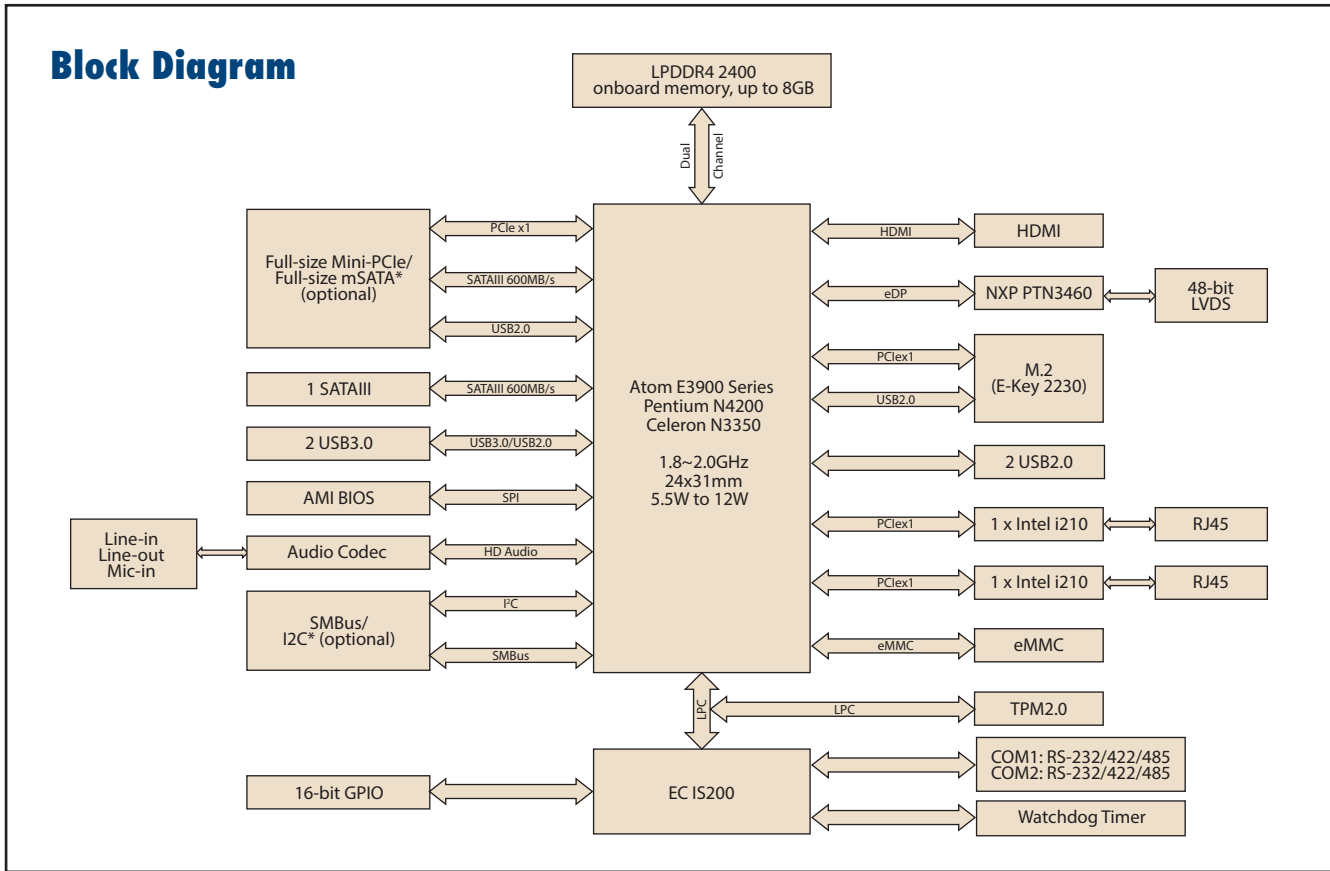 Block Diagram
LPDDR4 2400
onboard memory, up to 8GB
Dual
Channel
Full-size Mini-PCIe/
Full-size mSATA*
(optional)
PCIe x1
SATAIII 600MB/s
USB2.0
1 SATAIII
SATAIII 600MB/s
2 USB3.0
USB3.0/USB2.0
AMI BIOS
SPI
Line-in
Line-out
Mic-in
Audio Codec
HD Audio
SMBus/
I2C* (optional)
I²C
SMBus
Atom E3900 Series
Pentium N4200
Celeron N3350
1.8~2.0GHz
24x31mm
5.5W to 12W
HDMI
HDMI
eDP
NXP PTN3460
48-bit
LVDS
PCIex1
USB2.0
M.2
(E-Key 2230)
2 USB2.0
PCIex1
1 x Intel i210
RJ45
PCIex1
1 x Intel i210
RJ45
eMMC
eMMC
LPC
LPC
TPM2.0
16-bit GPIO
EC IS200
COM1: RS-232/422/485
COM2: RS-232/422/485
Watchdog Timer